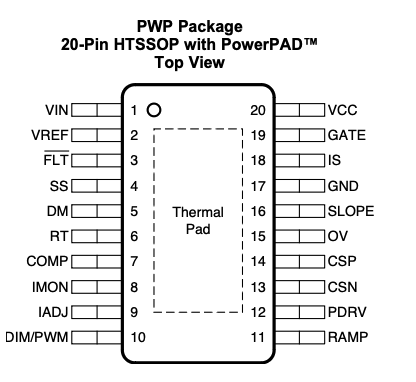 PWP Package
20-Pin HTSSOP with PowerPAD™
Top View
VIN 1 20 VCC
VREF 2 19 GATE
FLT 3 18 IS
SS 4 17 GND
DM 5 16 SLOPE
RT 6 15 OV
COMP 7 14 CSP
IMON 8 13 CSN
IADJ 9 12 PDRV
DIM/PWM 10 11 RAMP
Thermal
Pad